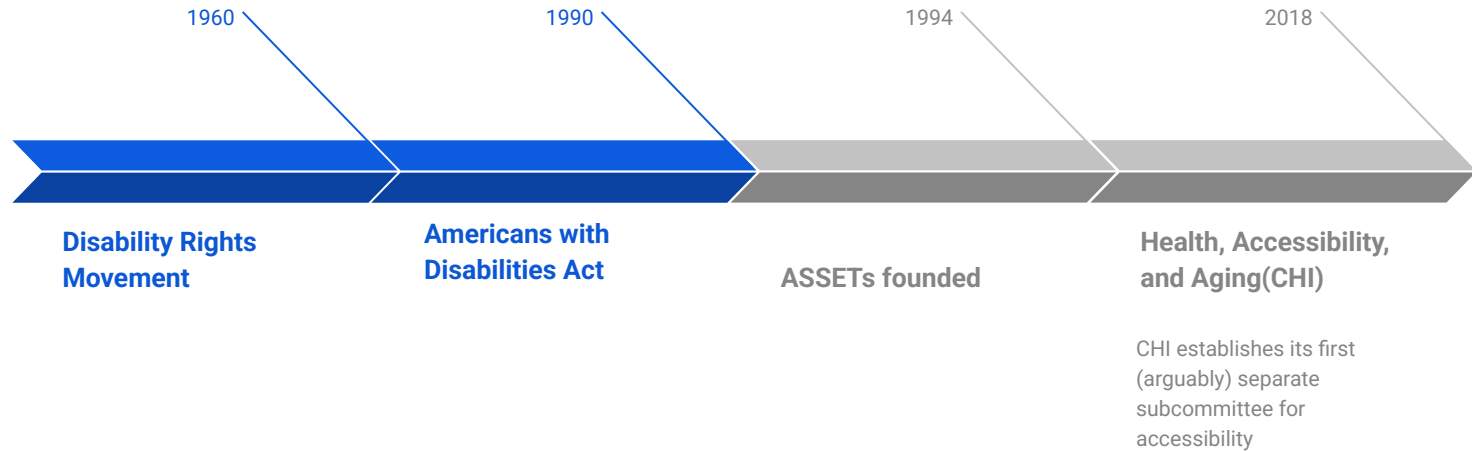 1960
1990
1994
2018
Disability Rights
Movement
Americans with
Disabilities Act
ASSETs founded
Health, Accessibility,
and Aging(CHI)
CHI establishes its first
(arguably) separate
subcommittee for
accessibility